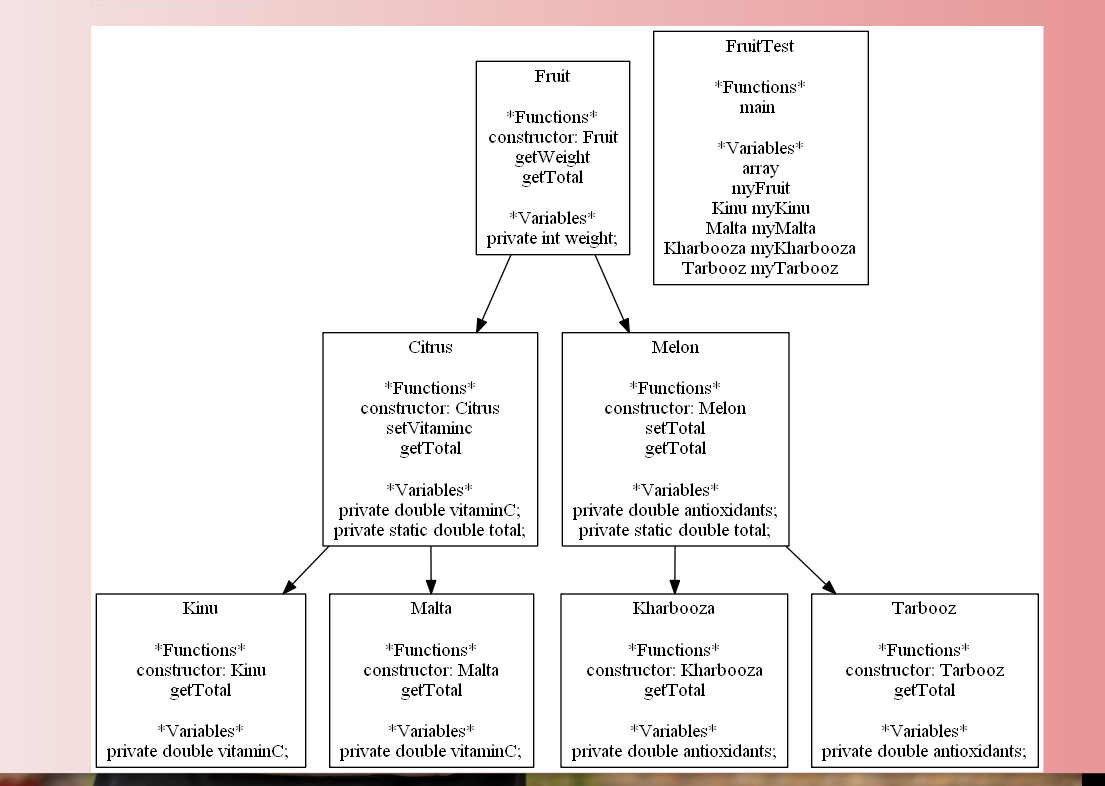 Fruit
*Functions*
constructor: Fruit
getWeight
getTotal
*Variables*
private int weight;
FruitTest
*Functions*
main
*Variables*
array
myFruit
Kinu myKinu
Malta myMalta
Kharbooza myKharbooza
Tarbooz myTarbooz
Citrus
*Functions*
constructor: Citrus
setVitaminc
getTotal
*Variables*
private double vitaminC;
private static double total;
Melon
*Functions*
constructor: Melon
setTotal
getTotal
*Variables*
private double antioxidants;
private static double total;
Kinu
*Functions*
constructor: Kinu
getTotal
*Variables*
private double vitaminC;
Malta
*Functions*
constructor: Malta
getTotal
*Variables*
private double vitaminC;
Kharbooza
*Functions*
constructor: Kharbooza
getTotal
*Variables*
private double antioxidants;
Tarbooz
*Functions*
constructor: Tarbooz
getTotal
*Variables*
private double antioxidants;